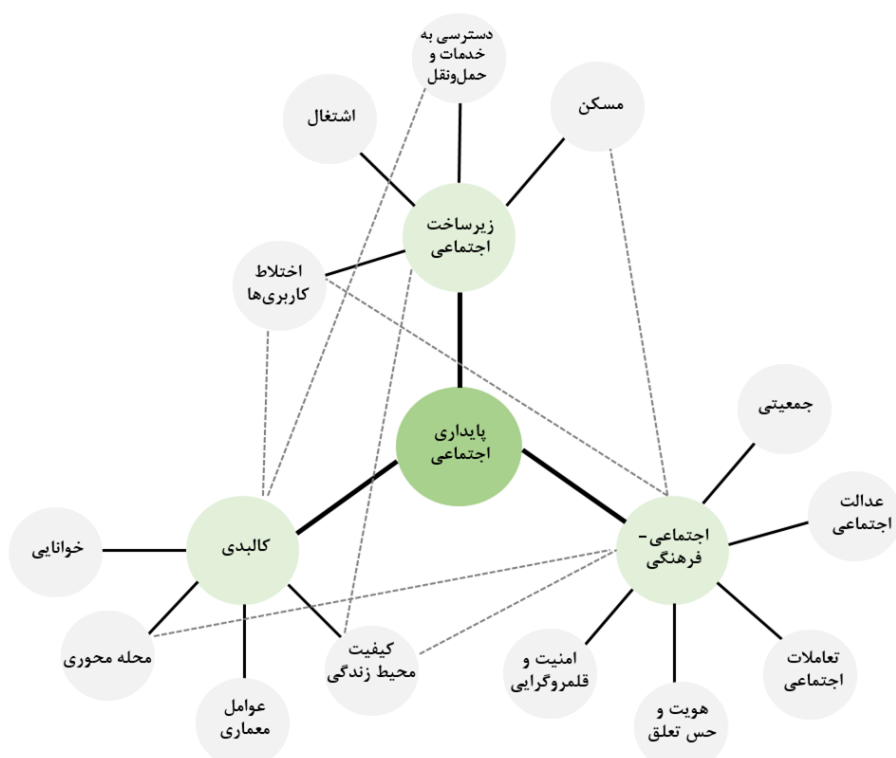 دسترسی به
خدمات و
حمل‌ونقل
مسکن
اشتغال
زیرساخت
اجتماعی
اختلاط
کاربری‌ها
پایداری
اجتماعی
جمعیتی
عدالت
اجتماعی
اجتماعی-
فرهنگی
کالبدی
خوانایی
محله محوری
عوامل
معماری
کیفیت
محیط زندگی
امنیت و
قلمروگرایی
هویت و
حس تعلق
تعاملات
اجتماعی